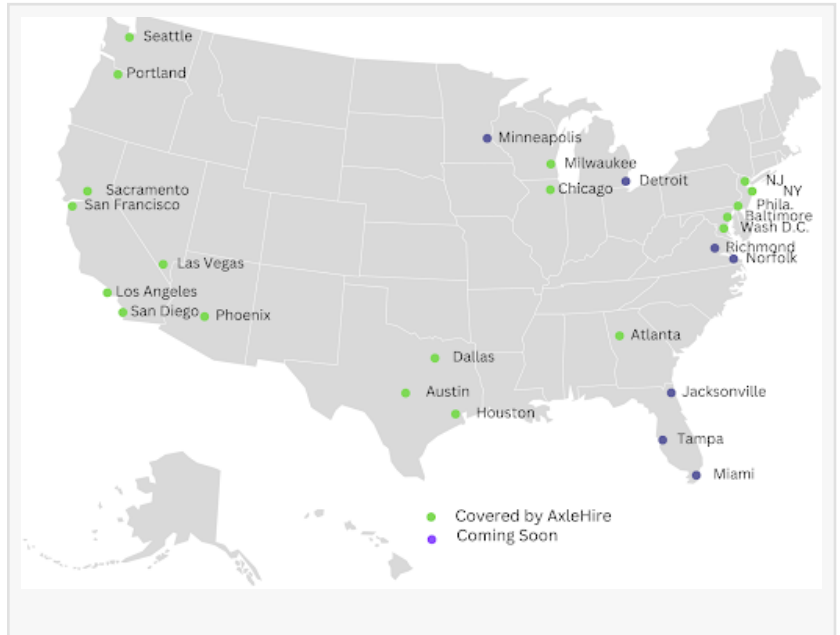 Seattle
Portland
Minneapolis
Milwaukee
Detroit
NJ
Chicago
NY
Sacramento
San Francisco
Phila.
Baltimore
Wash D.C.
Richmond
Norfolk
Las Vegas
Los Angeles
San Diego
Phoenix
Atlanta
Dallas
Austin
Jacksonville
Houston
Tampa
Miami
Covered by AxleHire
Coming Soon